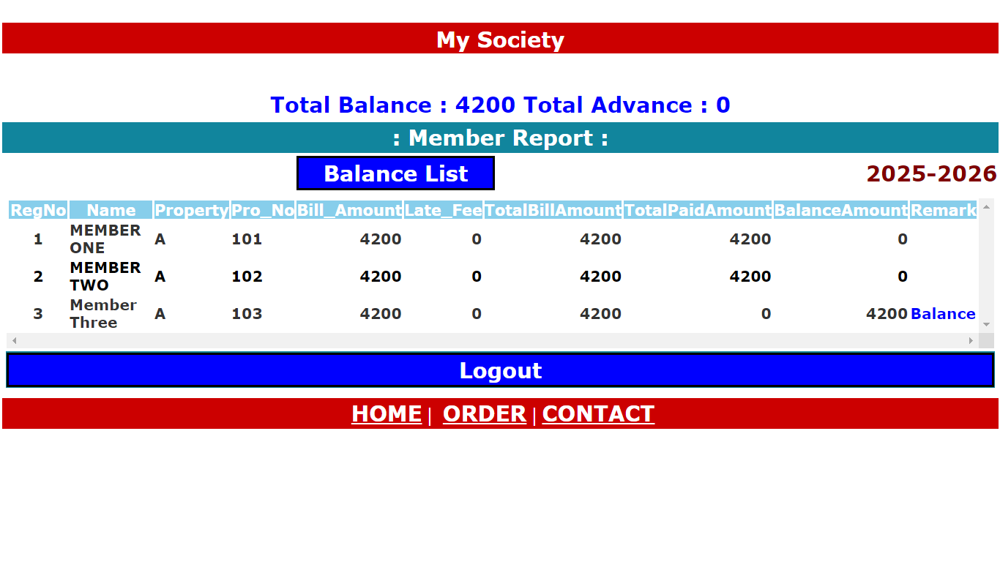 My Society
Total Balance : 4200 Total Advance : 0
: Member Report :
Balance List
2025-2026
RegNo Name Property Pro_No Bill_Amount Late_Fee TotalBillAmount TotalPaidAmount BalanceAmount Remark
1 MEMBER ONE A 101 4200 0 4200 4200 0
2 MEMBER TWO A 102 4200 0 4200 4200 0
3 Member Three A 103 4200 0 4200 0 4200 Balance
Logout
HOME | ORDER | CONTACT